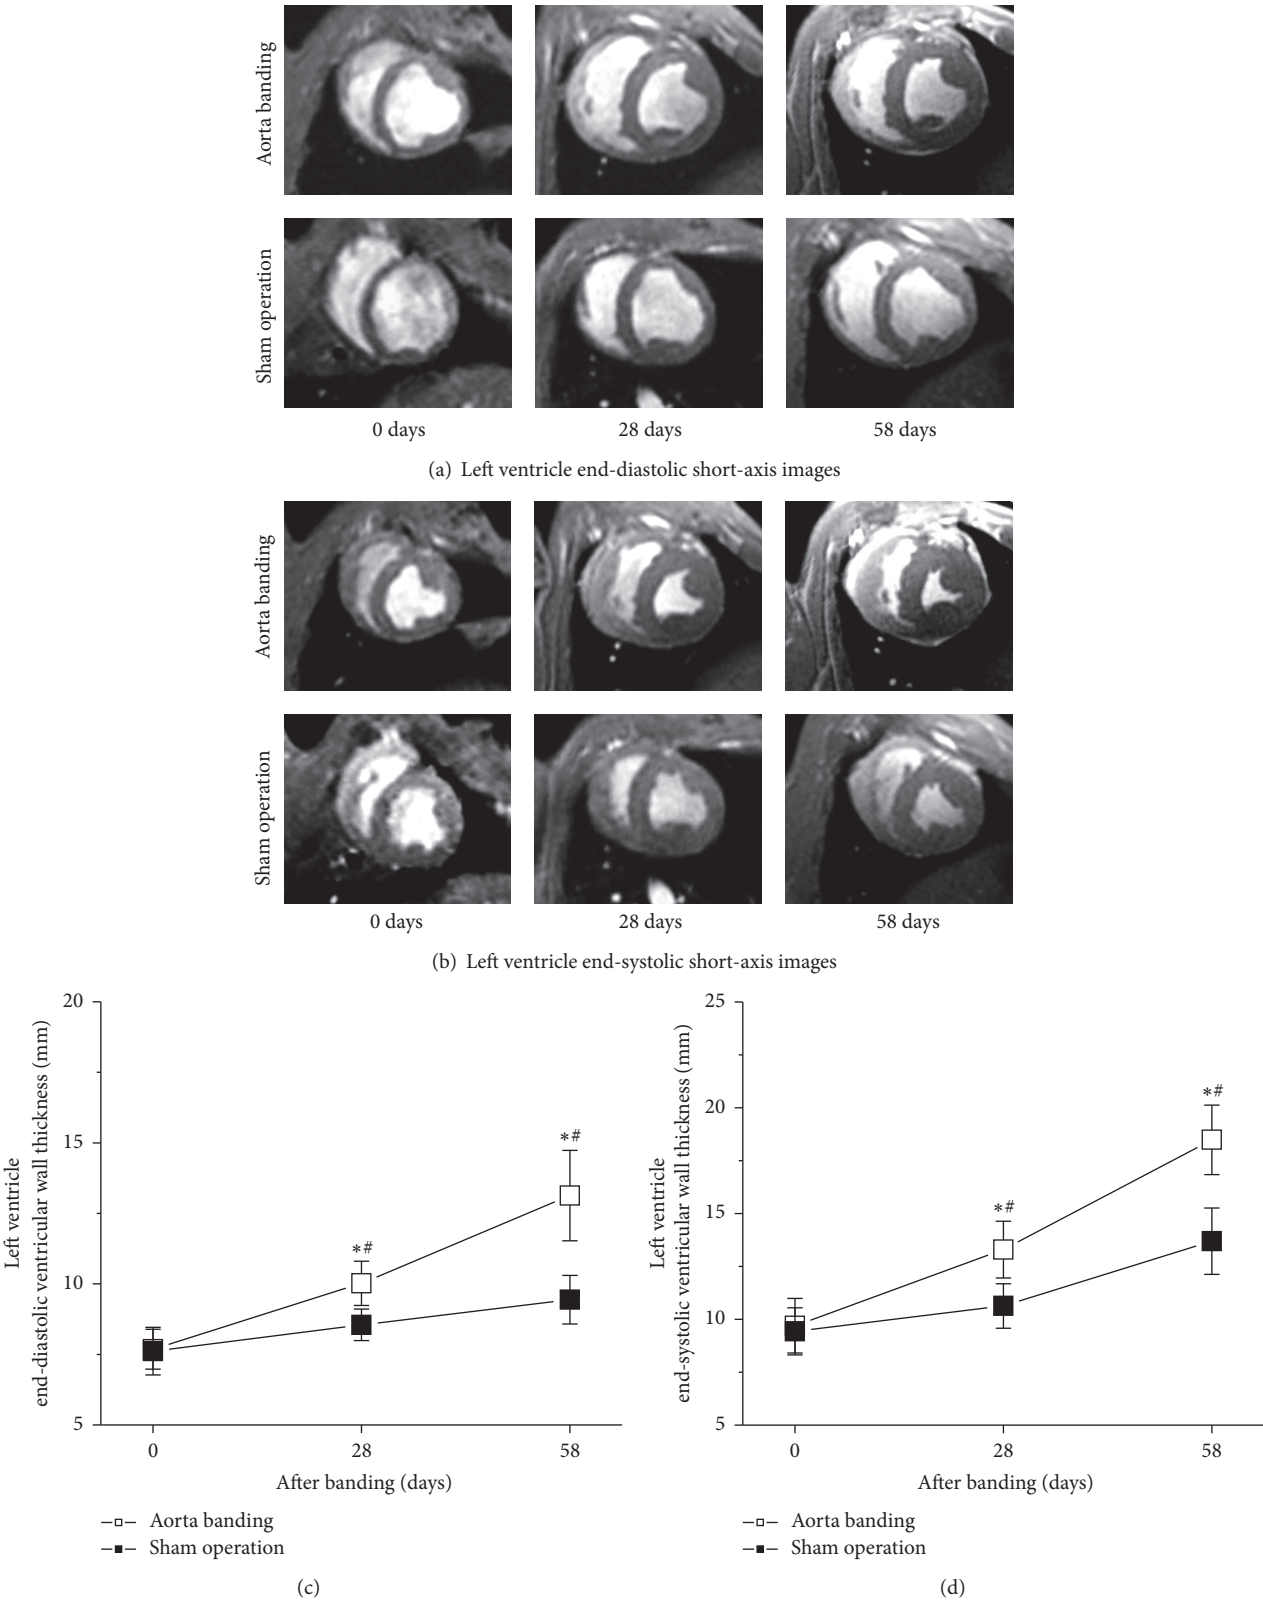 Aorta banding
Sham operation
0 days
28 days
58 days
(a) Left ventricle end-diastolic short-axis images
Aorta banding
Sham operation
0 days
28 days
58 days
(b) Left ventricle end-systolic short-axis images
Left ventricle
end-diastolic ventricular wall thickness (mm)
20
15
10
5
*#
*#
0
28
58
After banding (days)
Aorta banding
Sham operation
(c)
Left ventricle
end-systolic ventricular wall thickness (mm)
25
20
15
10
5
*#
*#
0
28
58
After banding (days)
Aorta banding
Sham operation
(d)